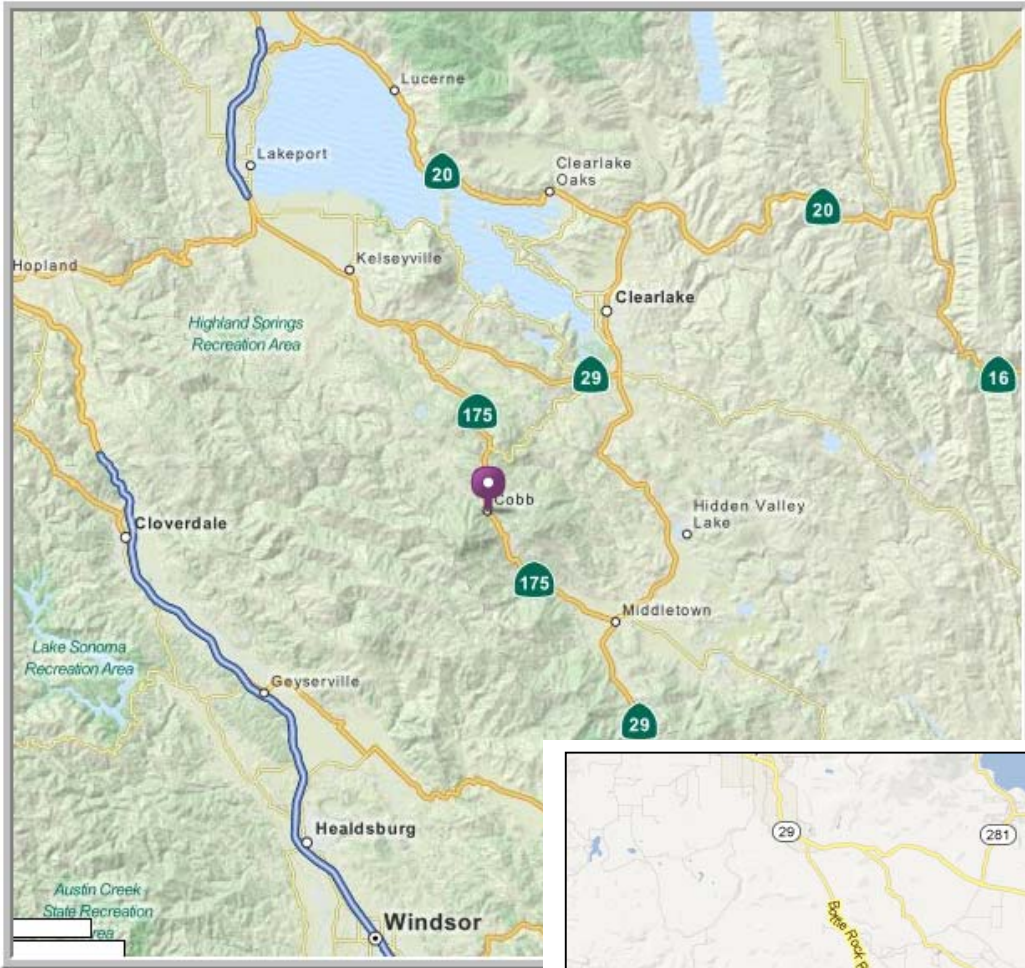 Lucerne
Lakeport
20
Clearlake
Oaks
20
Hopland
Kelseyville
Clearlake
Highland Springs
Recreation Area
29
16
175
Cobb
Hidden Valley
Lake
Cloverdale
175
Middletown
Lake Sonoma
Recreation Area
Geyserville
29
Healdsburg
29
281
Austin Creek
State Recreation
Windsor
Rock